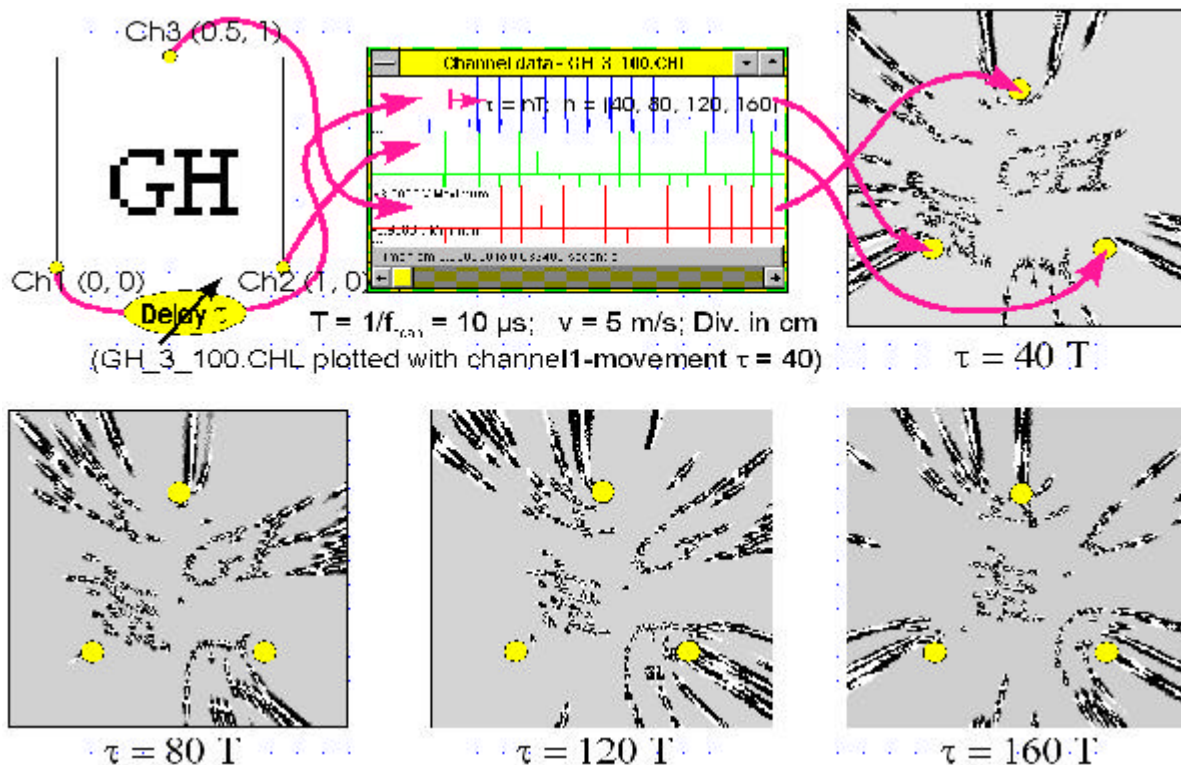 Ch3 (0.5, 1)
Channel data - GH_3_100.CHL
τ = nT; n = [40, 80, 120, 160]
GH
Maximum
Ch1 (0, 0)
Ch2 (1, 0)
Delay τ
T = 1/f = 10 µs; v = 5 m/s; Div. in cm
(GH_3_100.CHL plotted with channel1-movement τ = 40)
τ = 40 T
τ = 80 T
τ = 120 T
τ = 160 T